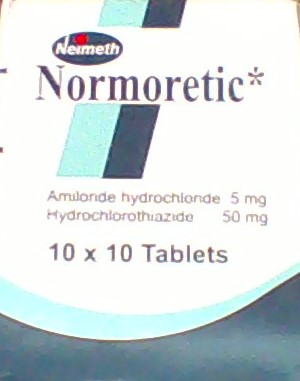 Neimeth
Normoretic*
Amiloride hydrochloride 5 mg
Hydrochlorothiazide 50 mg
10 x 10 Tablets